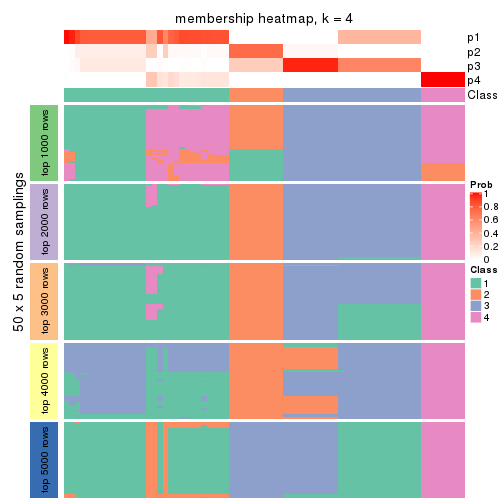 membership heatmap, k = 4
p1
p2
p3
p4
Class
50 x 5 random samplings
top 1000 rows
top 2000 rows
top 3000 rows
top 4000 rows
top 5000 rows
Prob
1
0.8
0.6
0.4
0.2
0
Class
1
2
3
4